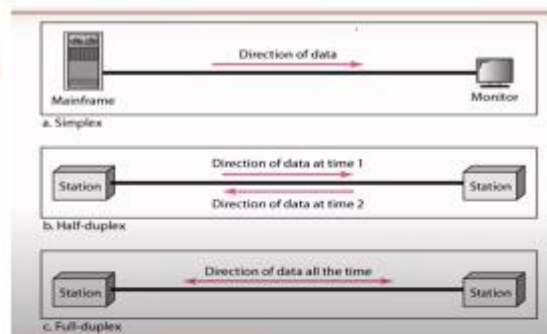 Direction of data
Mainframe
Monitor
a. Simplex
Direction of data at time 1
Station
Station
Direction of data at time 2
b. Half-duplex
Direction of data all the time
Station
Station
c. Full-duplex